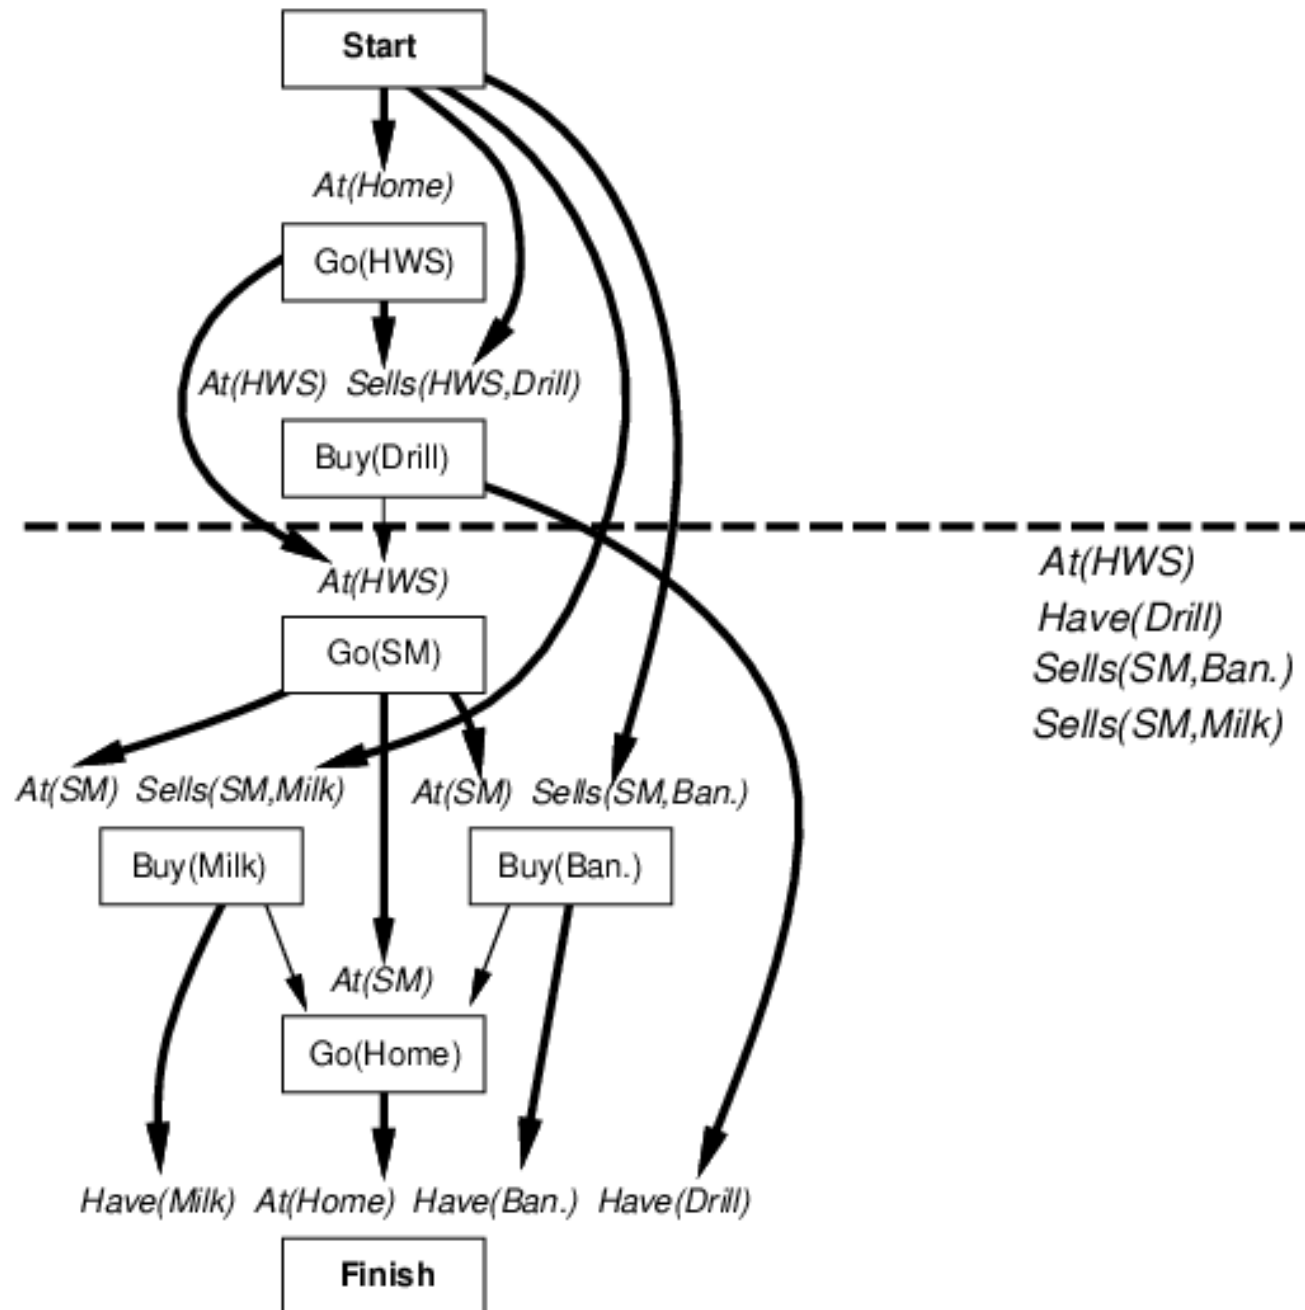 Start
At(Home)
Go(HWS)
At(HWS) Sells(HWS,Drill)
Buy(Drill)
At(HWS)
At(HWS)
Have(Drill)
Go(SM)
Sells(SM,Ban.)
Sells(SM,Milk)
At(SM) Sells(SM,Milk) At(SM) Sells(SM,Ban.)
Buy(Milk) Buy(Ban.)
At(SM)
Go(Home)
Have(Milk) At(Home) Have(Ban.) Have(Drill)
Finish